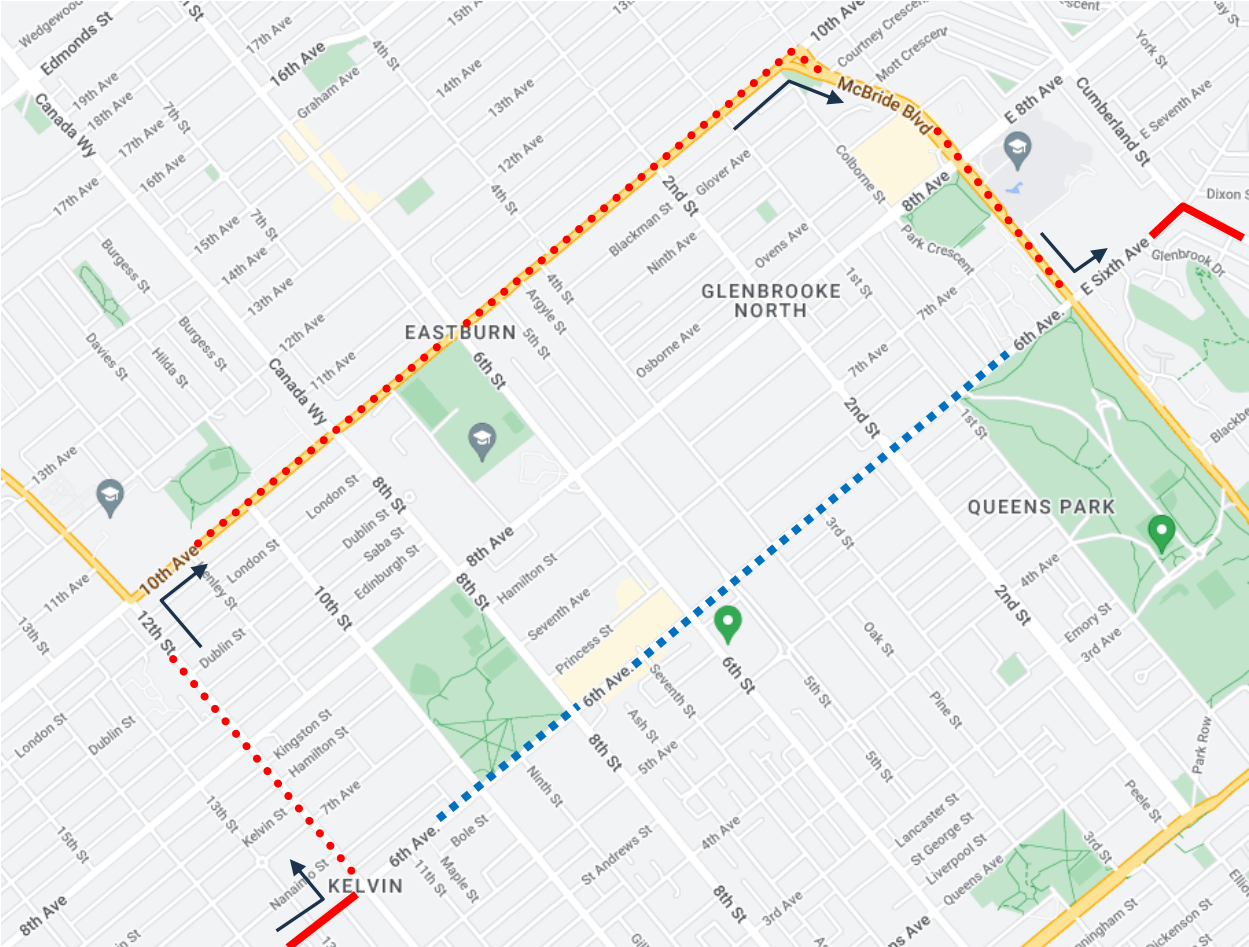 Wedgewood
Edmonds St
17th Ave
16th Ave
4th St
15th Ave
10th Ave
Courtney Crescent
Mott Crescent
York St
19th Ave
18th Ave
17th Ave
16th Ave
7th St
Graham Ave
14th Ave
13th Ave
12th Ave
Canada Wy
McBride Blvd
E 8th Ave
Cumberland St
E Seventh Ave
17th Ave
4th St
2nd St
Glover Ave
Colborne St
8th Ave
Dixon S
15th Ave
7th St
14th Ave
13th Ave
Burgess St
Blackman St
Ninth Ave
Ovens Ave
Park Crescent
E Sixth Ave
Glenbrook Dr
12th Ave
11th Ave
4th St
Argyle St
5th St
1st St
7th Ave
GLENBROOKE
NORTH
EASTBURN
Davies St
Hilda St
Burgess St
Canada Wy
6th St
Osborne Ave
7th Ave
6th Ave.
2nd St
1st St
Blackbe
13th Ave
London St
8th St
Dublin St
Saba St
Edinburgh St
8th Ave
QUEENS PARK
3rd St
10th Ave
Henley St
London St
10th St
8th St
Hamilton St
Seventh Ave
Princess St
4th Ave
2nd St
Emory St
3rd Ave
11th Ave
13th St
12th St
Dublin St
6th Ave.
6th St
Seventh St
Oak St
5th St
Pine St
London St
Dublin St
Kingston St
Hamilton St
Ash St
5th Ave
8th St
Park Row
7th Ave
Ninth St
5th St
Peele St
15th St
13th St
Kelvin St
6th Ave.
Bole St
Maple St
11th St
St Andrews St
4th Ave
Lancaster St
St George St
Liverpool St
Queens Ave
3rd St
Nanaimo St
KELVIN
8th Ave
8th St
3rd Ave
ns Ave
Dickenson St